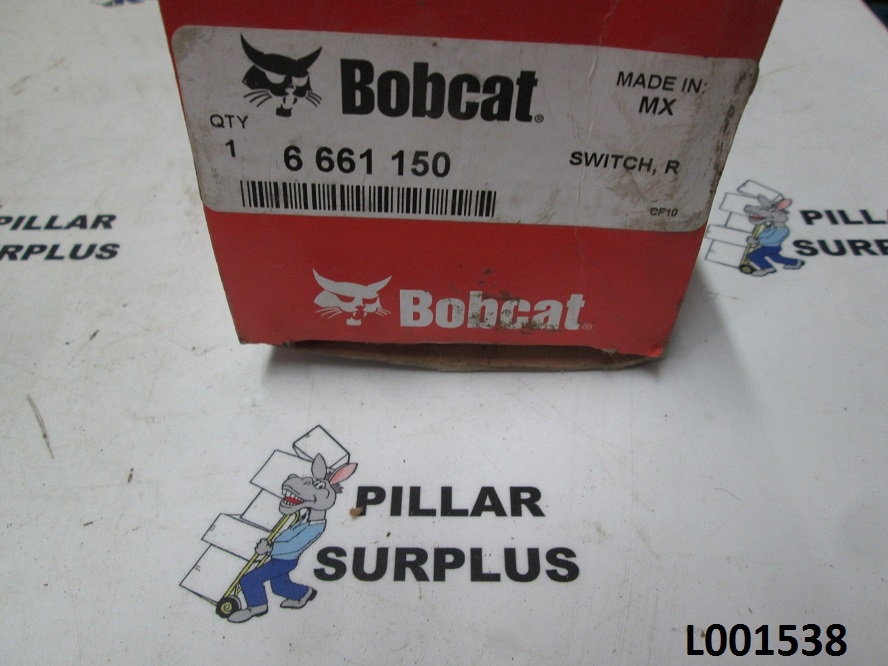 Bobcat®
MADE IN:
MX
QTY
1
6 661 150
SWITCH, R
CF10
Bobcat®
PILLAR
SURPLUS
PILLAR
SURPLUS
PILLAR
SURPLUS
L001538